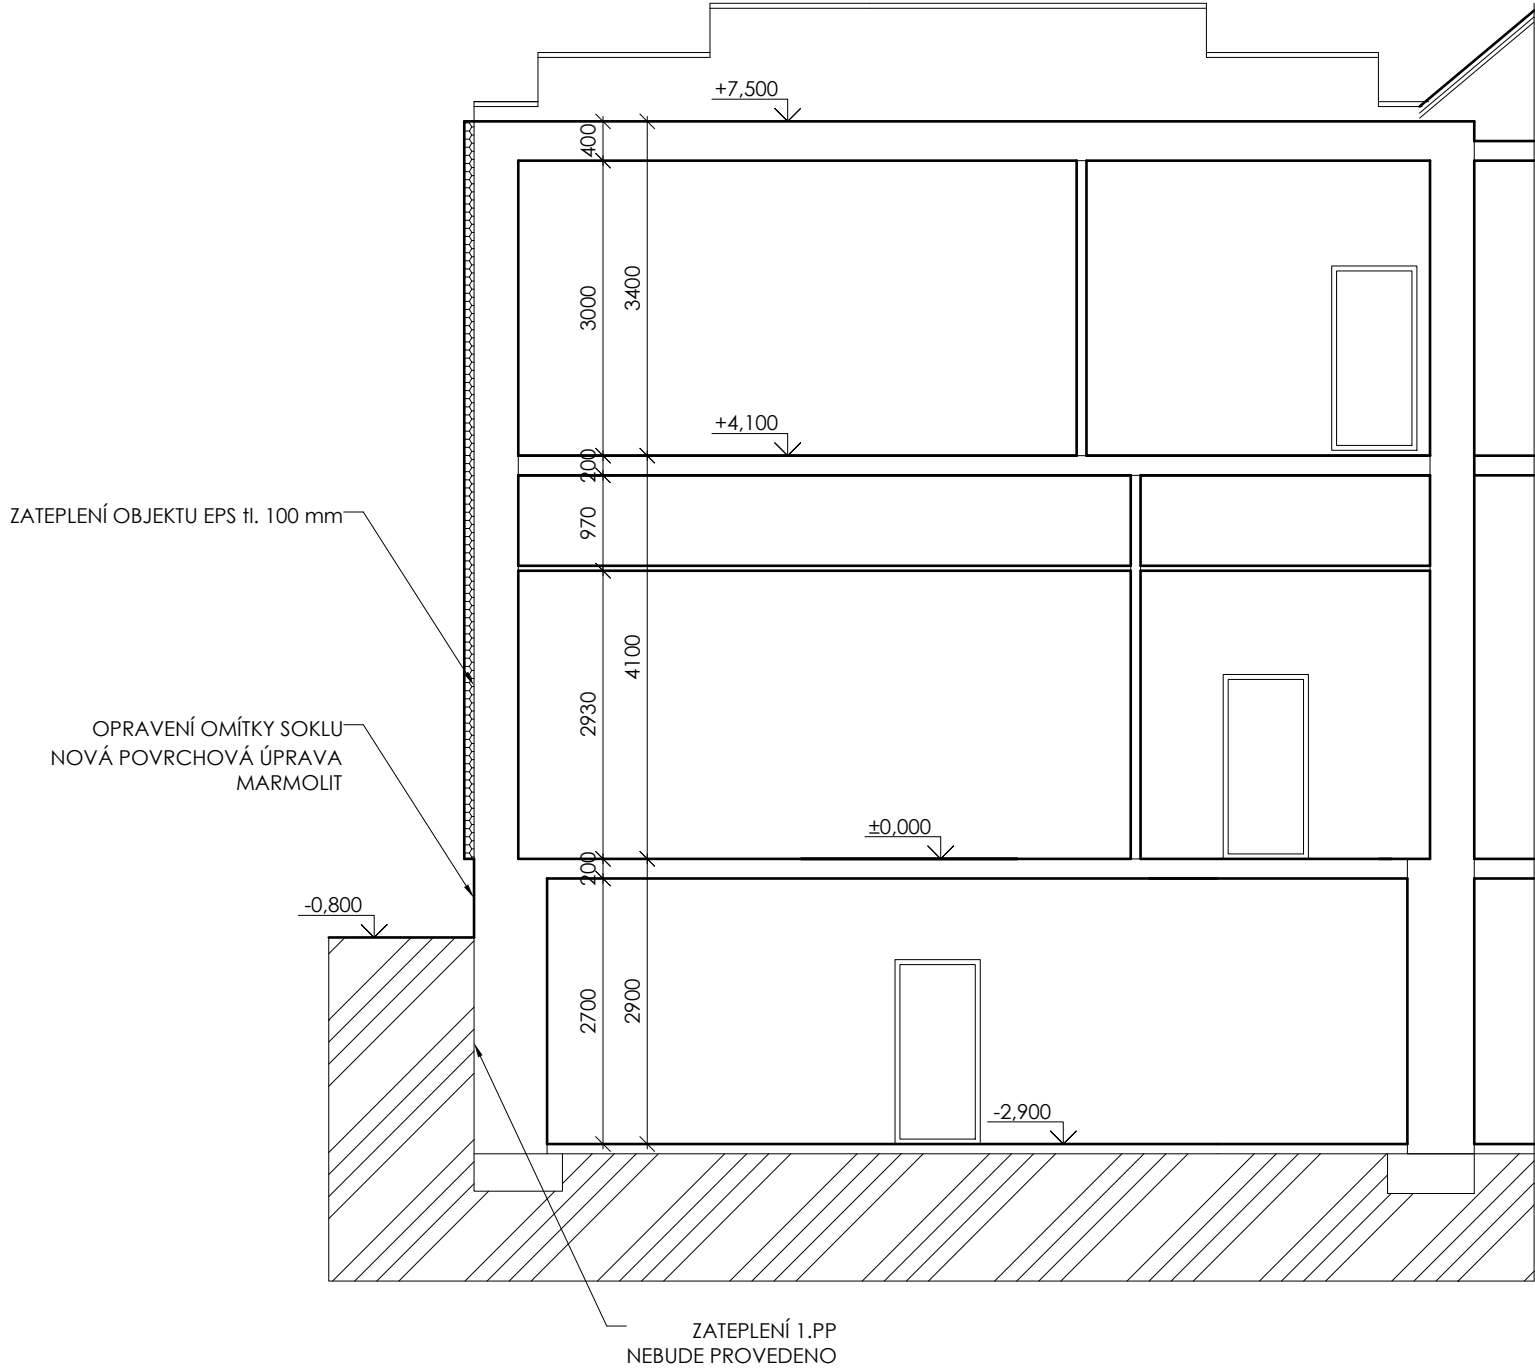 +7,500
400
3000
3400
+4,100
200
970
ZATEPLENÍ OBJEKTU EPS tl. 100 mm
4100
2930
OPRAVENÍ OMÍTKY SOKLU
NOVÁ POVRCHOVÁ ÚPRAVA
MARMOLIT
±0,000
200
-0,800
2700
2900
-2,900
ZATEPLENÍ 1.PP
NEBUDE PROVEDENO